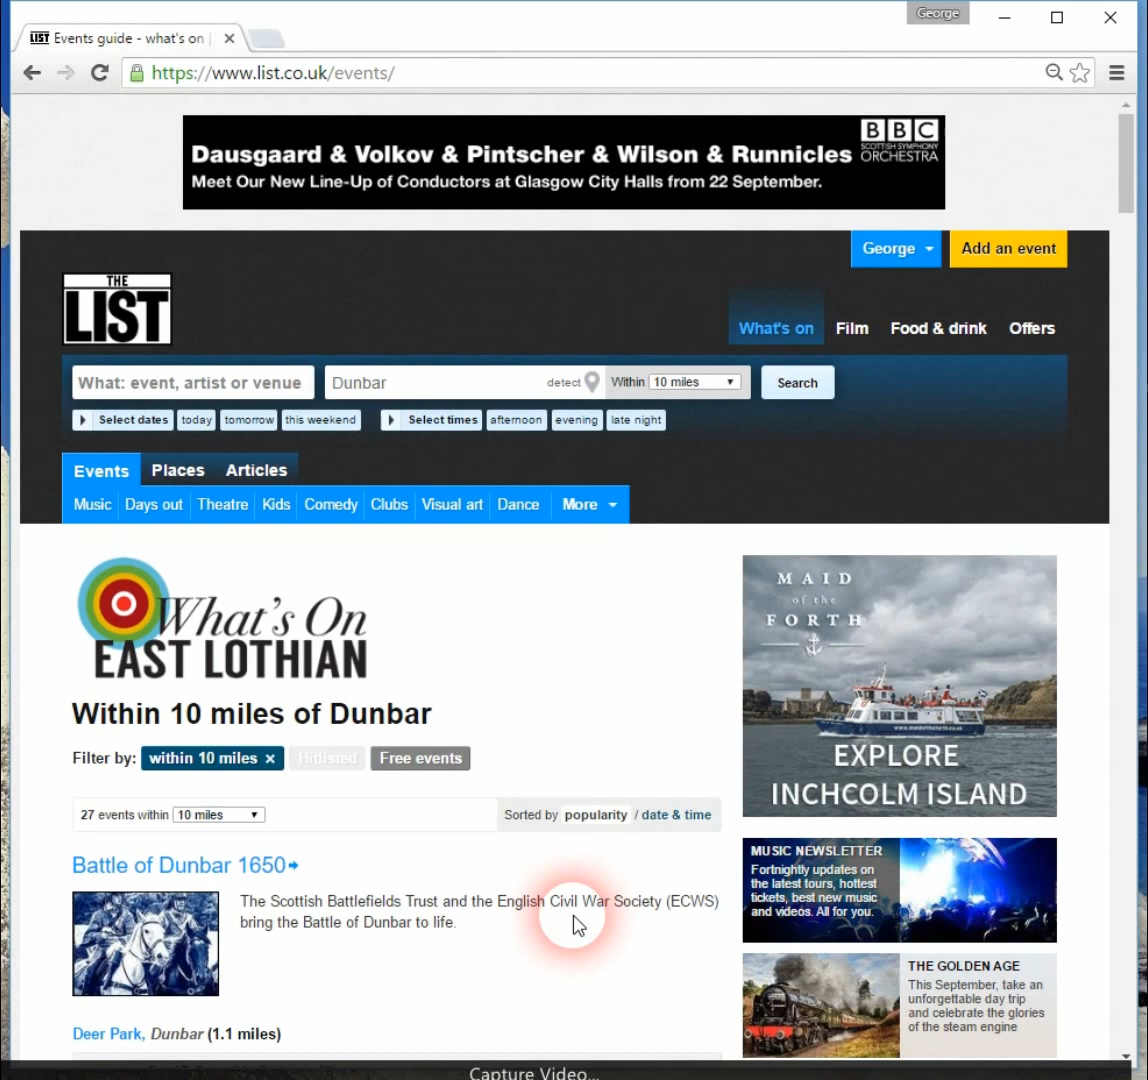 George
LIST Events guide - what's on
https://www.list.co.uk/events/
Dausgaard & Volkov & Pintscher & Wilson & Runnicles
Meet Our New Line-Up of Conductors at Glasgow City Halls from 22 September.
BBC
SCOTTISH SYMPHONY
ORCHESTRA
George
Add an event
THE
LIST
What's on Film Food & drink Offers
What: event, artist or venue
Dunbar
detect
Within 10 miles
Search
Select dates today tomorrow this weekend
Select times afternoon evening late night
Events Places Articles
Music Days out Theatre Kids Comedy Clubs Visual art Dance More
What's On
EAST LOTHIAN
Within 10 miles of Dunbar
Filter by: within 10 miles × Hitlisted Free events
27 events within 10 miles
Sorted by popularity / date & time
Battle of Dunbar 1650
The Scottish Battlefields Trust and the English Civil War Society (ECWS)
bring the Battle of Dunbar to life.
Deer Park, Dunbar (1.1 miles)
MAID
of the
FORTH
www.maidoftheforth.co.uk
EXPLORE
INCHCOLM ISLAND
MUSIC NEWSLETTER
Fortnightly updates on
the latest tours, hottest
tickets, best new music
and videos. All for you.
THE GOLDEN AGE
This September, take an
unforgettable day trip
and celebrate the glories
of the steam engine
Capture Video...